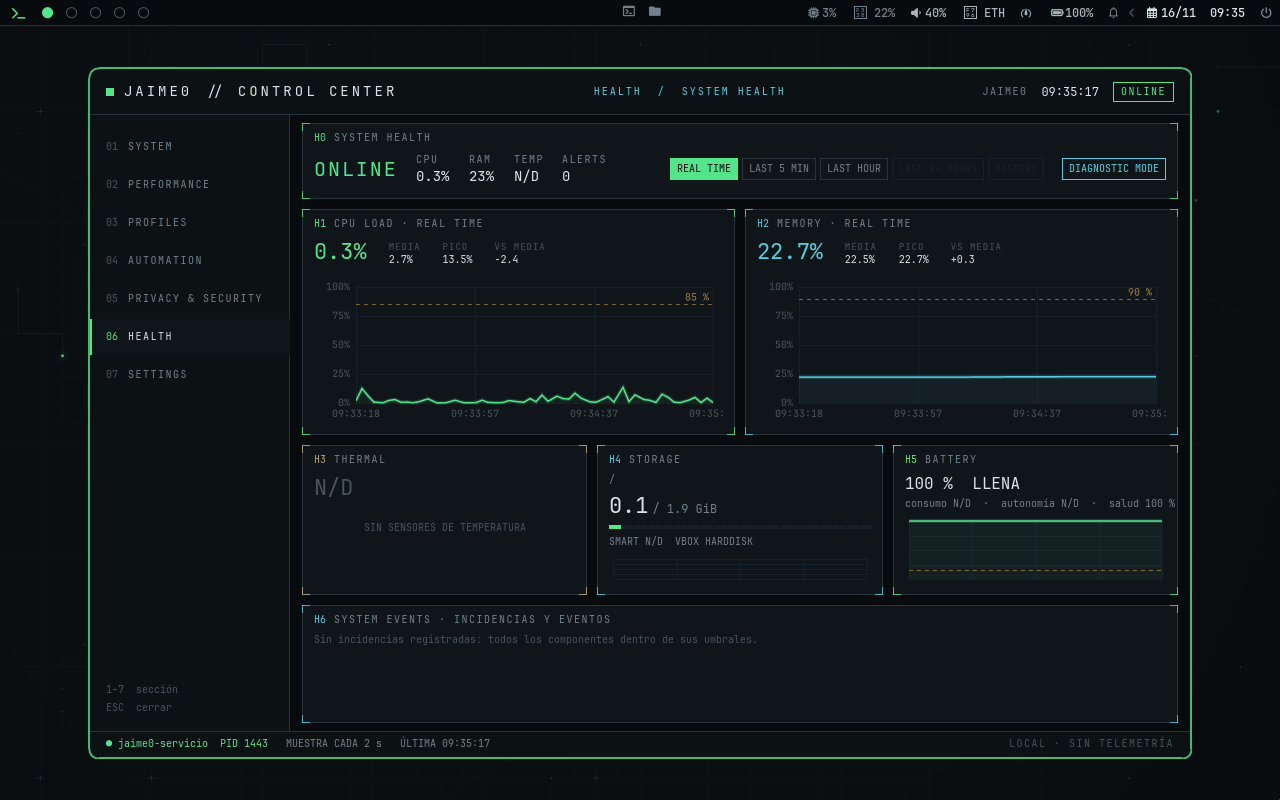 3% 22% 40% ETH 100% 16/11 09:35
JAIME0 // CONTROL CENTER
HEALTH / SYSTEM HEALTH
JAIME0 09:35:17 ONLINE
01 SYSTEM
02 PERFORMANCE
03 PROFILES
04 AUTOMATION
05 PRIVACY & SECURITY
06 HEALTH
07 SETTINGS
1-7 sección
ESC cerrar
H0 SYSTEM HEALTH
ONLINE
CPU RAM TEMP ALERTS
0.3% 23% N/D 0
REAL TIME LAST 5 MIN LAST HOUR LAST 24 HOURS HISTORY DIAGNOSTIC MODE
H1 CPU LOAD · REAL TIME
0.3%
MEDIA PICO VS MEDIA
2.7% 13.5% -2.4
100%
85 %
75%
50%
25%
0%
09:33:18 09:33:57 09:34:37 09:35:
H2 MEMORY · REAL TIME
22.7%
MEDIA PICO VS MEDIA
22.5% 22.7% +0.3
100%
90 %
75%
50%
25%
0%
09:33:18 09:33:57 09:34:37 09:35:
H3 THERMAL
N/D
SIN SENSORES DE TEMPERATURA
H4 STORAGE
/
0.1 / 1.9 GiB
SMART N/D VBOX HARDDISK
H5 BATTERY
100 % LLENA
consumo N/D · autonomía N/D · salud 100 %
H6 SYSTEM EVENTS · INCIDENCIAS Y EVENTOS
Sin incidencias registradas: todos los componentes dentro de sus umbrales.
jaime0-servicio PID 1443 MUESTRA CADA 2 s ÚLTIMA 09:35:17
LOCAL · SIN TELEMETRÍA